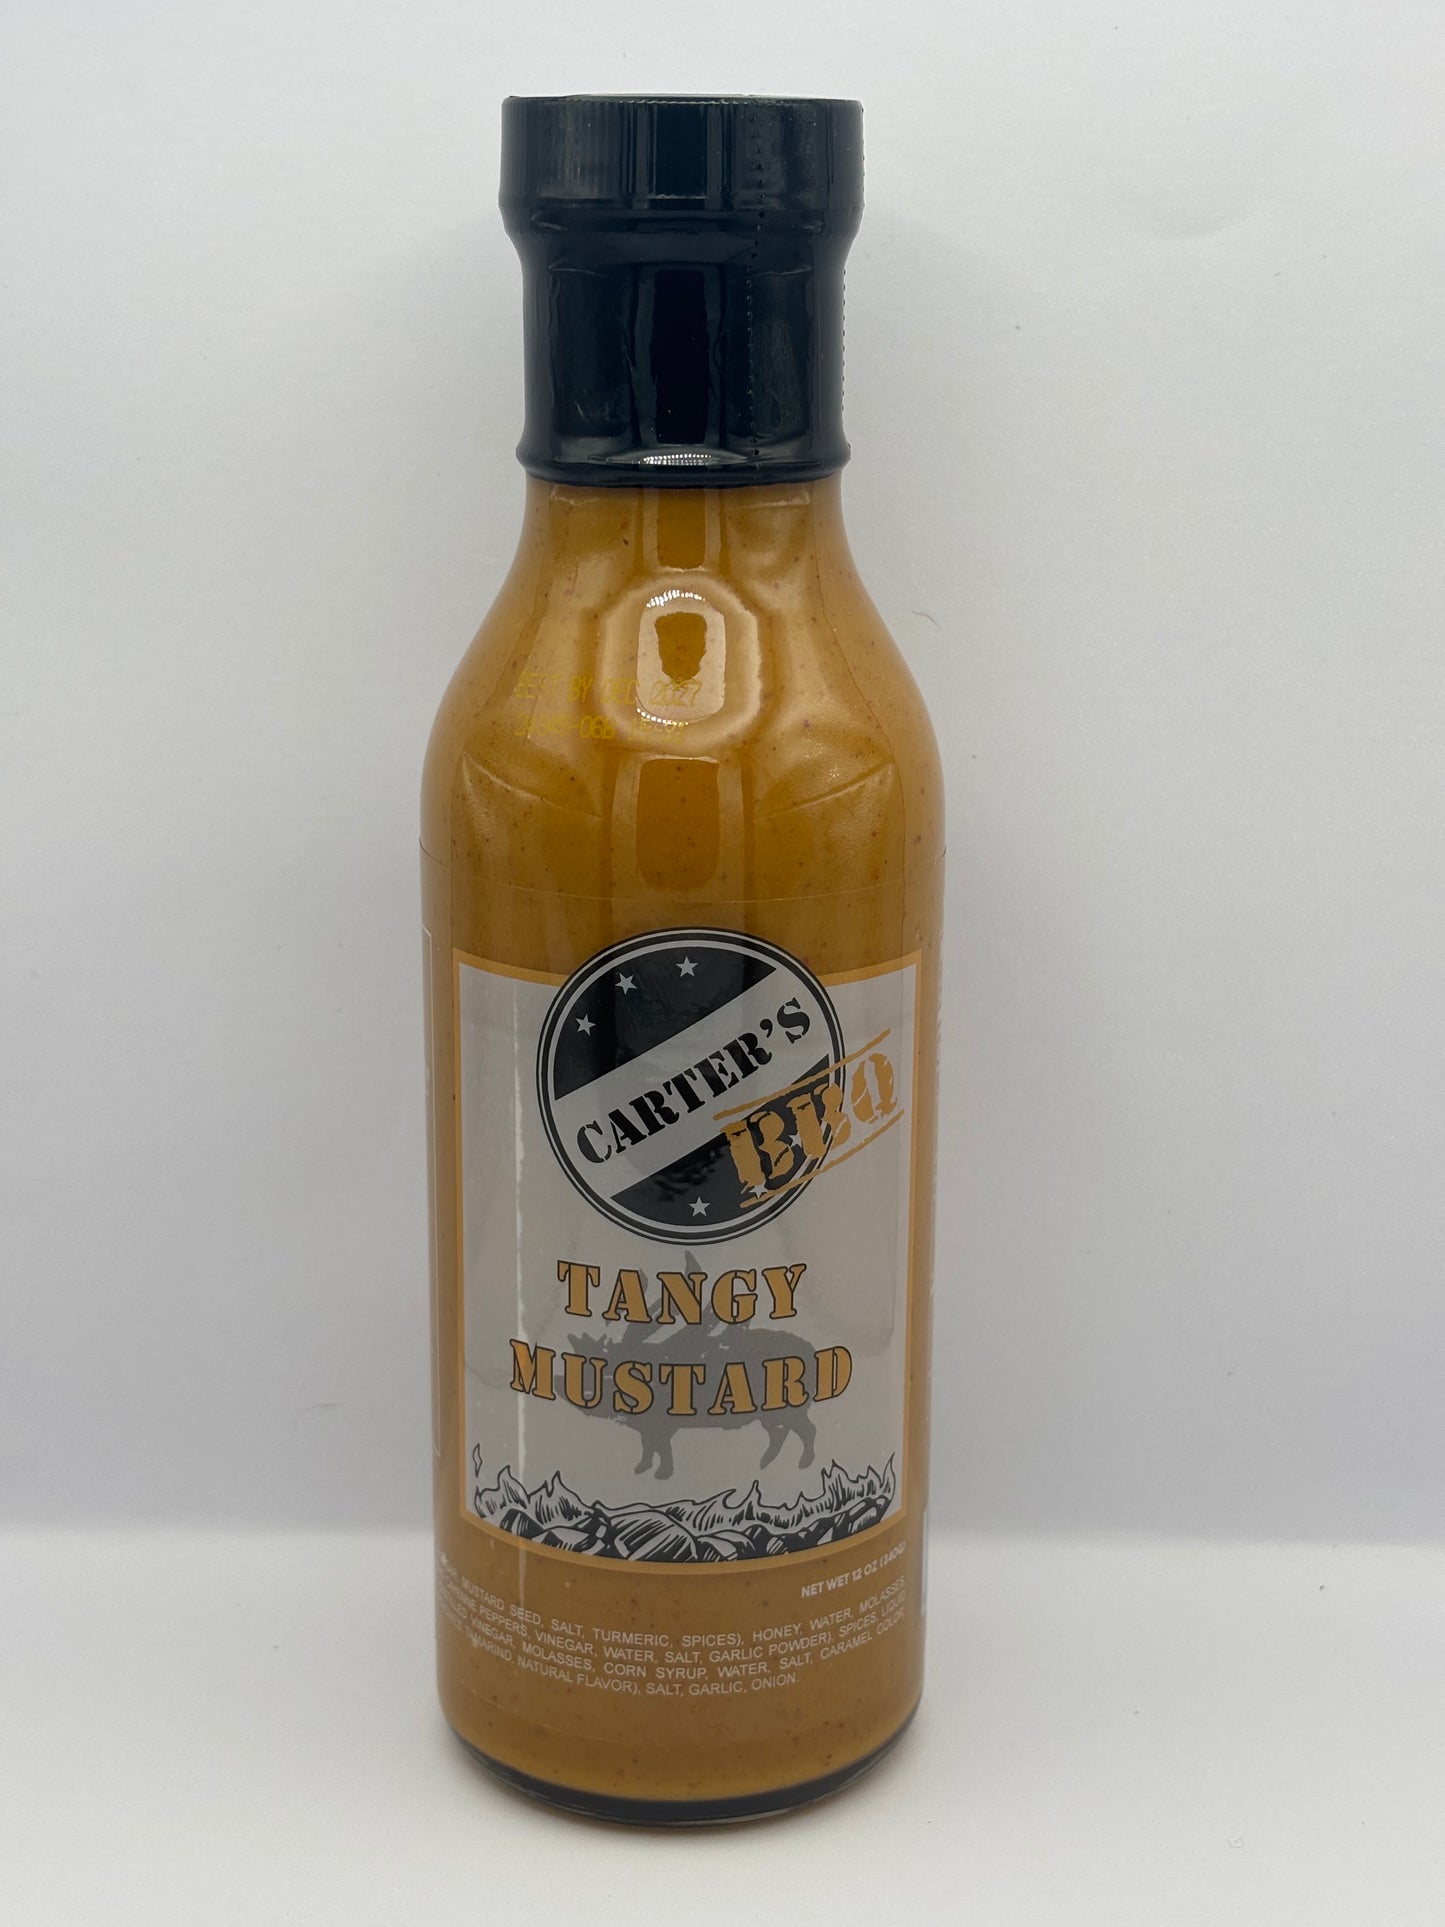 BEST BY DEC 2027
CARTER'S
BBQ
TANGY
MUSTARD
NET WET 12 OZ (340G)
MUSTARD SEED, SALT, TURMERIC, SPICES), HONEY, WATER, MOLASSES,
CAYENNE PEPPERS, VINEGAR, WATER, SALT, GARLIC POWDER), SPICES, LIQUID
VINEGAR, MOLASSES, CORN SYRUP, WATER, SALT, CARAMEL COLOR,
TAMARIND, NATURAL FLAVOR), SALT, GARLIC, ONION.